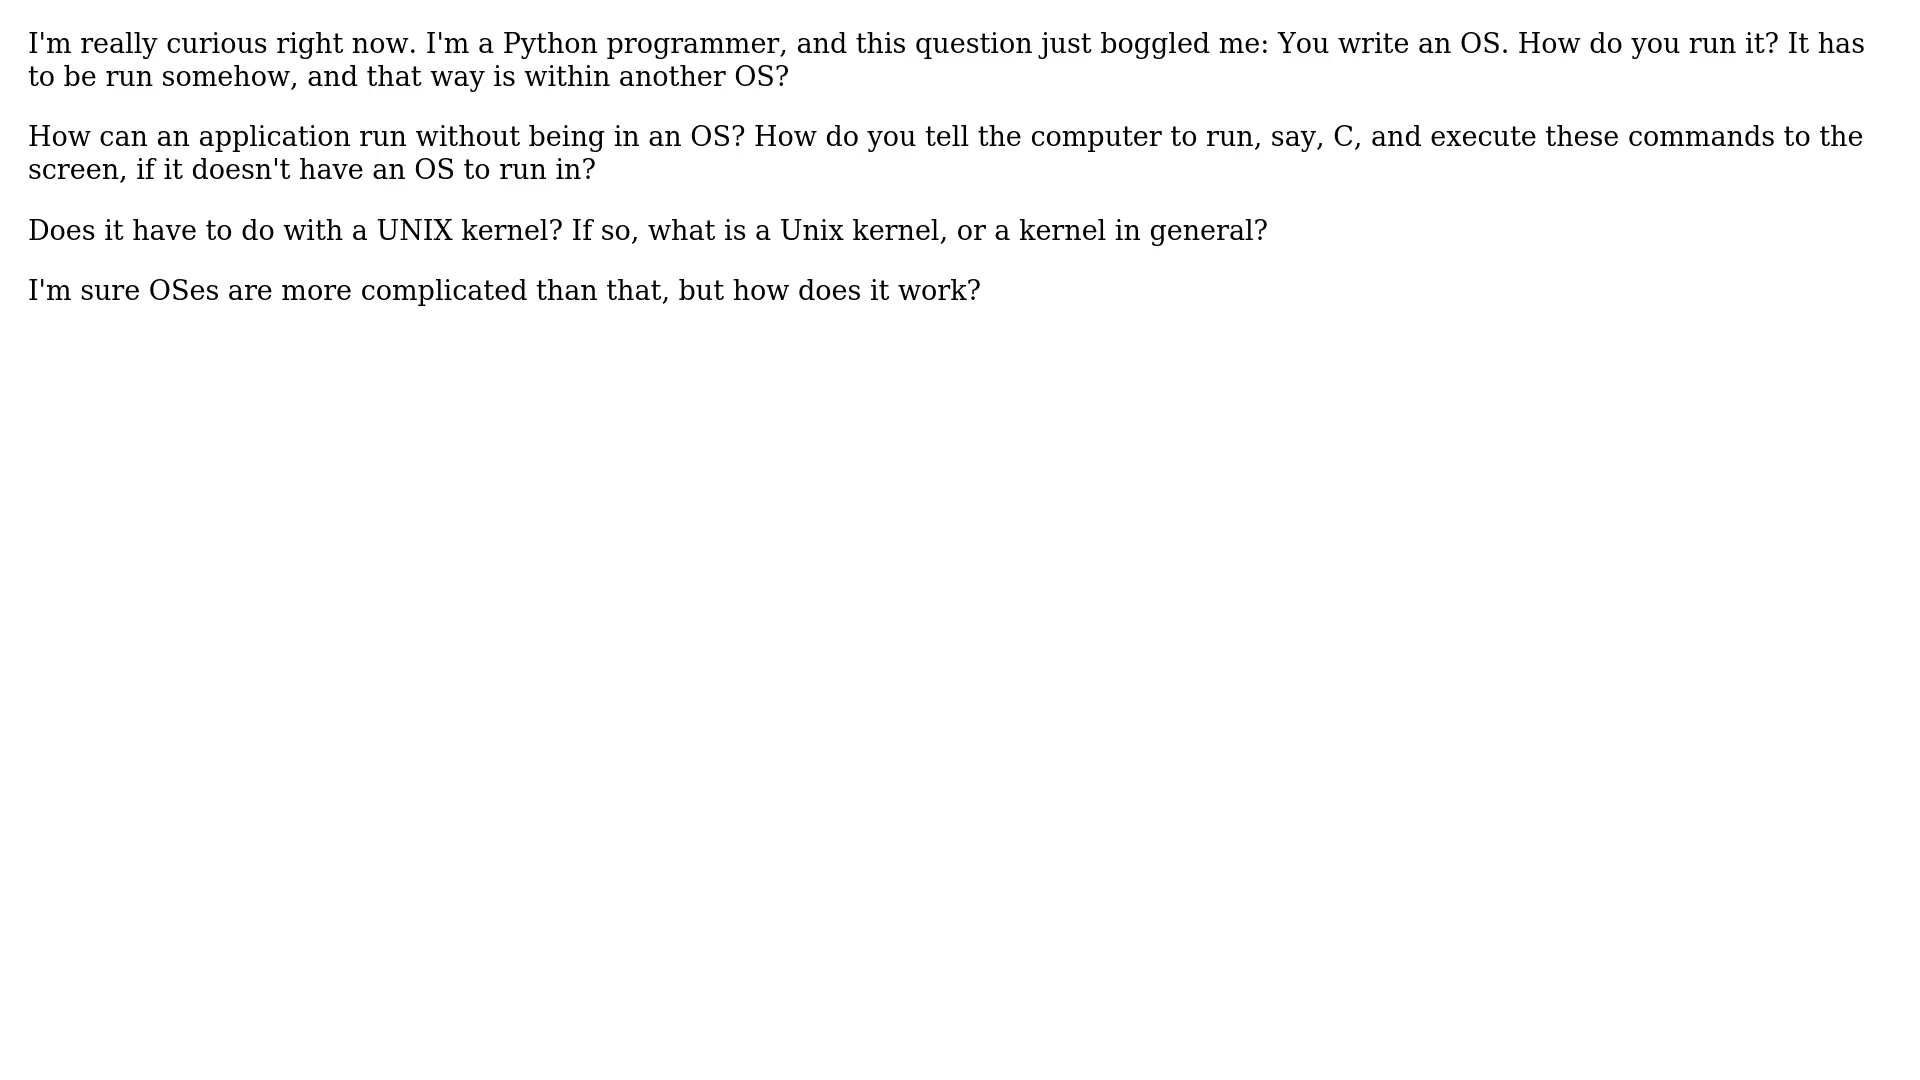 I'm really curious right now. I'm a Python programmer, and this question just boggled me: You write an OS. How do you run it? It has
to be run somehow, and that way is within another OS?
How can an application run without being in an OS? How do you tell the computer to run, say, C, and execute these commands to the
screen, if it doesn't have an OS to run in?
Does it have to do with a UNIX kernel? If so, what is a Unix kernel, or a kernel in general?
I'm sure OSes are more complicated than that, but how does it work?